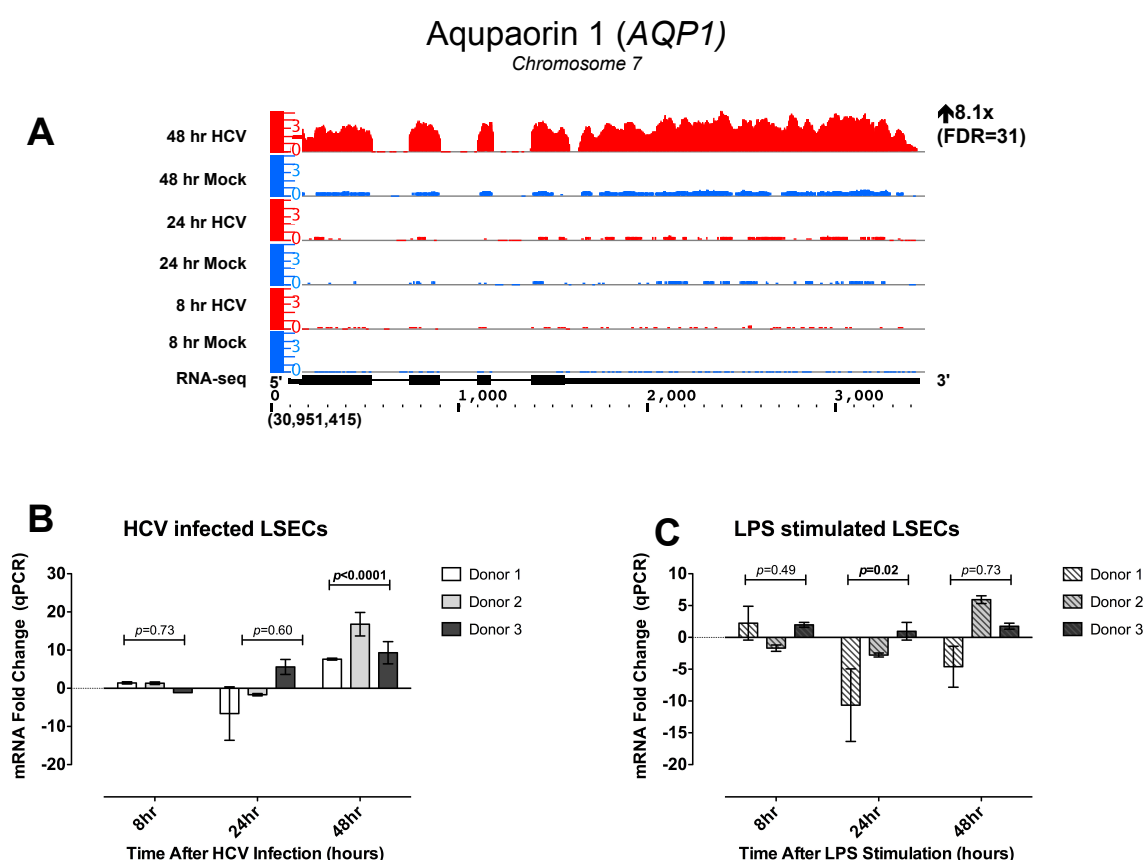 Aqupaorin 1 (AQP1)
Chromosome 7
A
48 hr HCV
3
0
↑8.1x
(FDR=31)
48 hr Mock
3
0
24 hr HCV
3
0
24 hr Mock
3
0
8 hr HCV
3
0
8 hr Mock
3
0
RNA-seq
5'
3'
0 1,000 2,000 3,000
(30,951,415)
B
HCV infected LSECs
mRNA Fold Change (qPCR)
30
20
10
0
-10
-20
p=0.73
p=0.60
p<0.0001
Donor 1
Donor 2
Donor 3
8hr
24hr
48hr
Time After HCV Infection (hours)
C
LPS stimulated LSECs
mRNA Fold Change (qPCR)
10
5
0
-5
-10
-15
-20
p=0.49
p=0.02
p=0.73
Donor 1
Donor 2
Donor 3
8hr
24hr
48hr
Time After LPS Stimulation (hours)